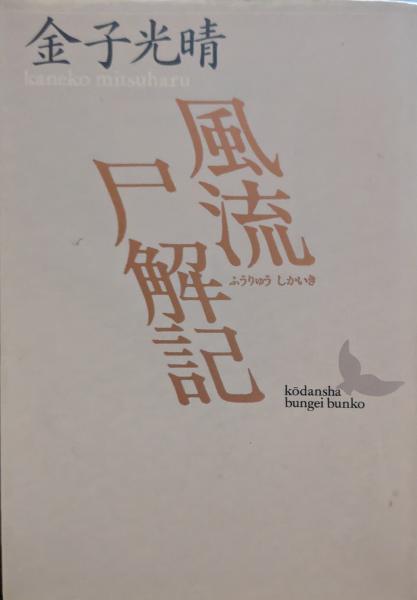 金子光晴
kaneko mitsuharu
風流
尸解記
ふうりゅう しかいき
kōdansha
bungei bunko